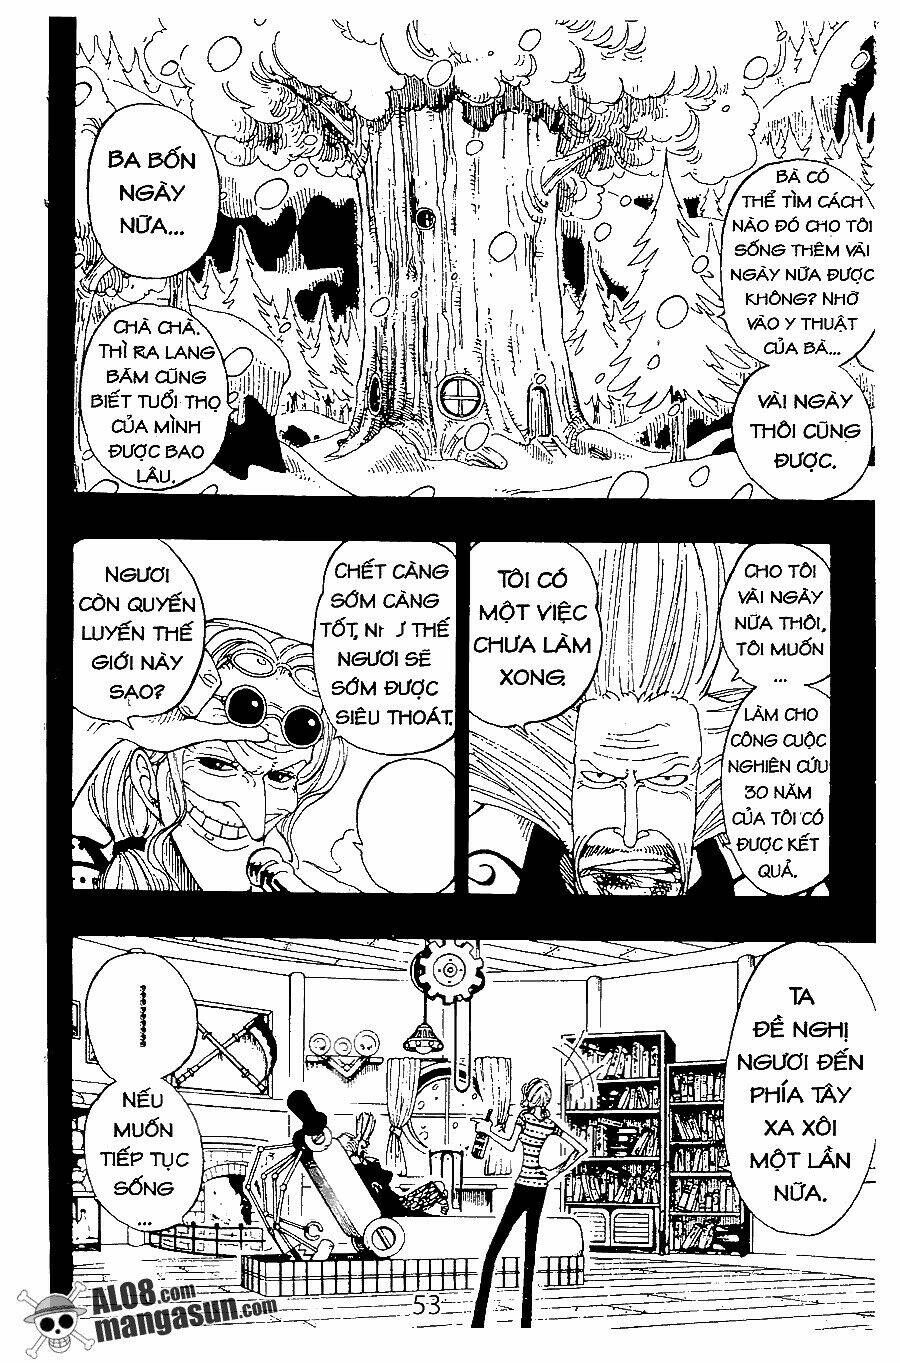 BÀ CÓ
THỂ TÌM CÁCH
NÀO ĐÓ CHO TÔI
SỐNG THÊM VÀI
NGÀY NỮA ĐƯỢC
KHÔNG? NHỜ
VÀO Y THUẬT
CỦA BÀ...
VÀI NGÀY
THÔI CŨNG
ĐƯỢC.
BA BỐN
NGÀY
NỮA...
CHÀ CHÀ.
THÌ RA LANG
BĂM CŨNG
BIẾT TUỔI THỌ
CỦA MÌNH
ĐƯỢC BAO
LÂU.
CHO TÔI
VÀI NGÀY
NỮA THÔI,
TÔI MUỐN
...
LÀM CHO
CÔNG CUỘC
NGHIÊN CỨU
30 NĂM
CỦA TÔI CÓ
ĐƯỢC KẾT
QUẢ.
TÔI CÓ
MỘT VIỆC
CHƯA LÀM
XONG.
CHẾT CÀNG
SỚM CÀNG
TỐT, THẾ
NGƯƠI SẼ
SỚM ĐƯỢC
SIÊU THOÁT.
NGƯƠI
CÒN QUYẾN
LUYẾN THẾ
GIỚI NÀY
SAO?
TA
ĐỀ NGHỊ
NGƯƠI ĐẾN
PHÍA TÂY
XA XÔI
MỘT LẦN
NỮA.
............
NẾU
MUỐN
TIẾP TỤC
SỐNG
...
53
ALO8.com
mangasun.com